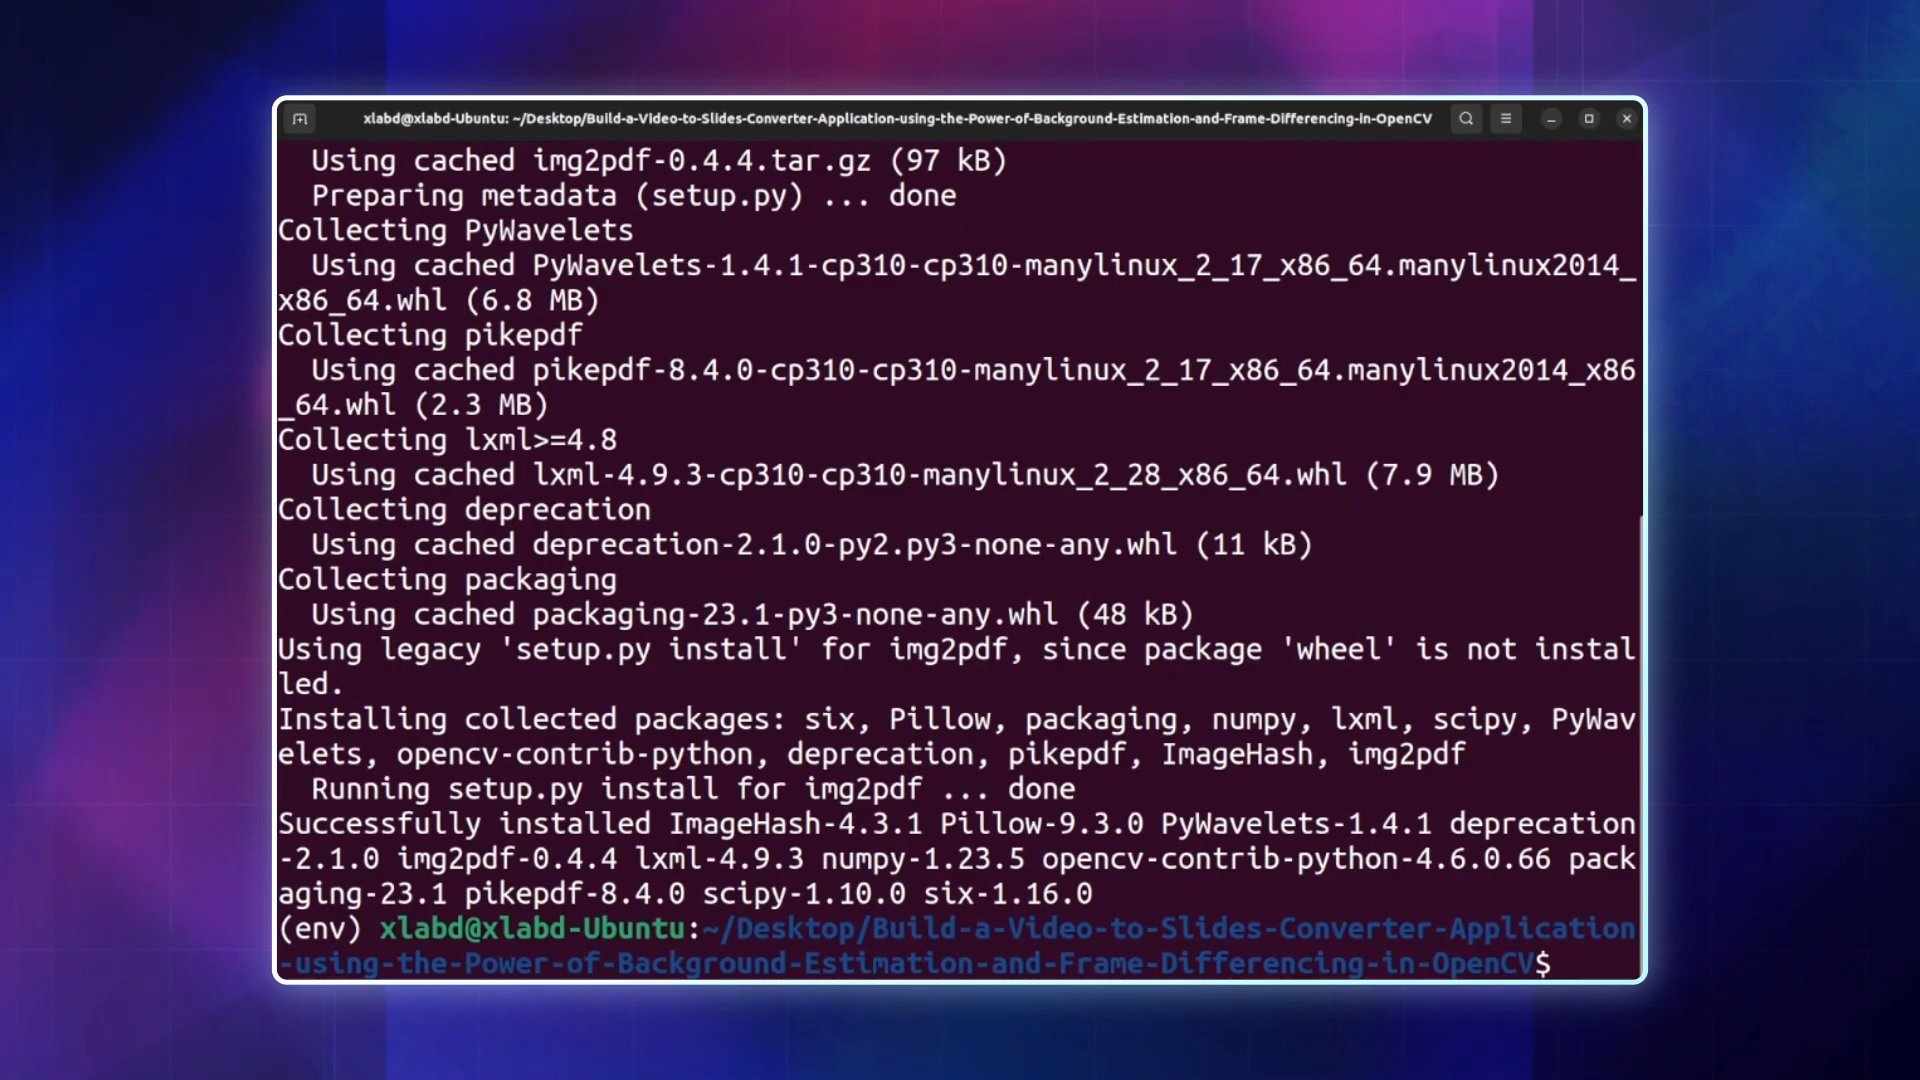 xlabd@xlabd-Ubuntu: ~/Desktop/Build-a-Video-to-Slides-Converter-Application-using-the-Power-of-Background-Estimation-and-Frame-Differencing-in-OpenCV
Using cached img2pdf-0.4.4.tar.gz (97 kB)
Preparing metadata (setup.py) ... done
Collecting PyWavelets
Using cached PyWavelets-1.4.1-cp310-cp310-manylinux_2_17_x86_64.manylinux2014_
x86_64.whl (6.8 MB)
Collecting pikepdf
Using cached pikepdf-8.4.0-cp310-cp310-manylinux_2_17_x86_64.manylinux2014_x86
_64.whl (2.3 MB)
Collecting lxml>=4.8
Using cached lxml-4.9.3-cp310-cp310-manylinux_2_28_x86_64.whl (7.9 MB)
Collecting deprecation
Using cached deprecation-2.1.0-py2.py3-none-any.whl (11 kB)
Collecting packaging
Using cached packaging-23.1-py3-none-any.whl (48 kB)
Using legacy 'setup.py install' for img2pdf, since package 'wheel' is not instal
led.
Installing collected packages: six, Pillow, packaging, numpy, lxml, scipy, PyWav
elets, opencv-contrib-python, deprecation, pikepdf, ImageHash, img2pdf
Running setup.py install for img2pdf ... done
Successfully installed ImageHash-4.3.1 Pillow-9.3.0 PyWavelets-1.4.1 deprecation
-2.1.0 img2pdf-0.4.4 lxml-4.9.3 numpy-1.23.5 opencv-contrib-python-4.6.0.66 pack
aging-23.1 pikepdf-8.4.0 scipy-1.10.0 six-1.16.0
(env) xlabd@xlabd-Ubuntu:~/Desktop/Build-a-Video-to-Slides-Converter-Application
-using-the-Power-of-Background-Estimation-and-Frame-Differencing-in-OpenCV$